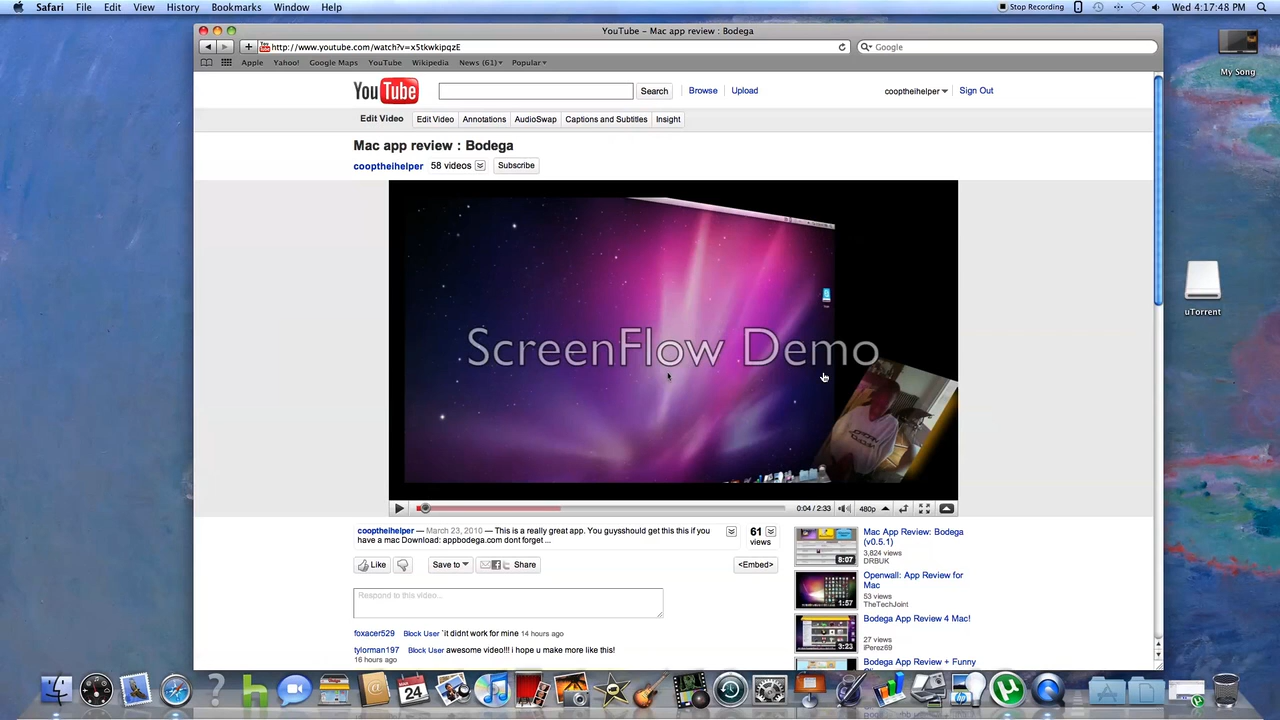 Safari File Edit View History Bookmarks Window Help Stop Recording Wed 4:17:48 PM
YouTube - Mac app review : Bodega
http://www.youtube.com/watch?v=x5tkwkipqzE Google
Apple Yahoo! Google Maps YouTube Wikipedia News (61) Popular
My Song
YouTube Search Browse Upload cooptheihelper Sign Out
Edit Video Edit Video Annotations AudioSwap Captions and Subtitles Insight
Mac app review : Bodega
cooptheihelper 58 videos Subscribe
uTorrent
ScreenFlow Demo
0:04 / 2:33 480p
cooptheihelper — March 23, 2010 — This is a really great app. You guysshould get this this if you
have a mac Download: appbodega.com dont forget ...
61
views
Like Save to Share <Embed>
Respond to this video...
foxacer529 Block User `it didnt work for mine 14 hours ago
tylorman197 Block User awesome video!!! i hope u make more like this!
16 hours ago
Mac App Review: Bodega
(v0.5.1)
3,824 views
DRBUK
8:07
Openwall: App Review for
Mac
53 views
TheTechJoint
1:57
Bodega App Review 4 Mac!
27 views
iPerez69
3:23
Bodega App Review + Funny
24